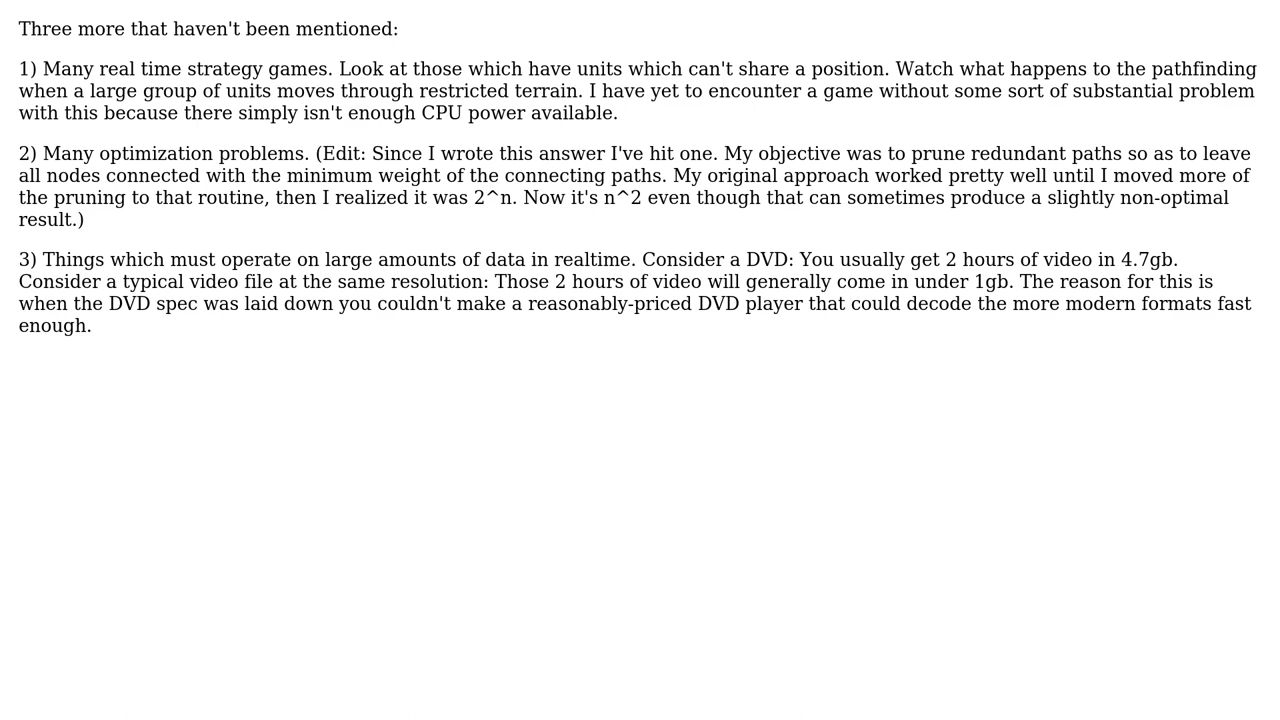 Three more that haven't been mentioned:
1) Many real time strategy games. Look at those which have units which can't share a position. Watch what happens to the pathfinding
when a large group of units moves through restricted terrain. I have yet to encounter a game without some sort of substantial problem
with this because there simply isn't enough CPU power available.
2) Many optimization problems. (Edit: Since I wrote this answer I've hit one. My objective was to prune redundant paths so as to leave
all nodes connected with the minimum weight of the connecting paths. My original approach worked pretty well until I moved more of
the pruning to that routine, then I realized it was 2^n. Now it's n^2 even though that can sometimes produce a slightly non-optimal
result.)
3) Things which must operate on large amounts of data in realtime. Consider a DVD: You usually get 2 hours of video in 4.7gb.
Consider a typical video file at the same resolution: Those 2 hours of video will generally come in under 1gb. The reason for this is
when the DVD spec was laid down you couldn't make a reasonably-priced DVD player that could decode the more modern formats fast
enough.